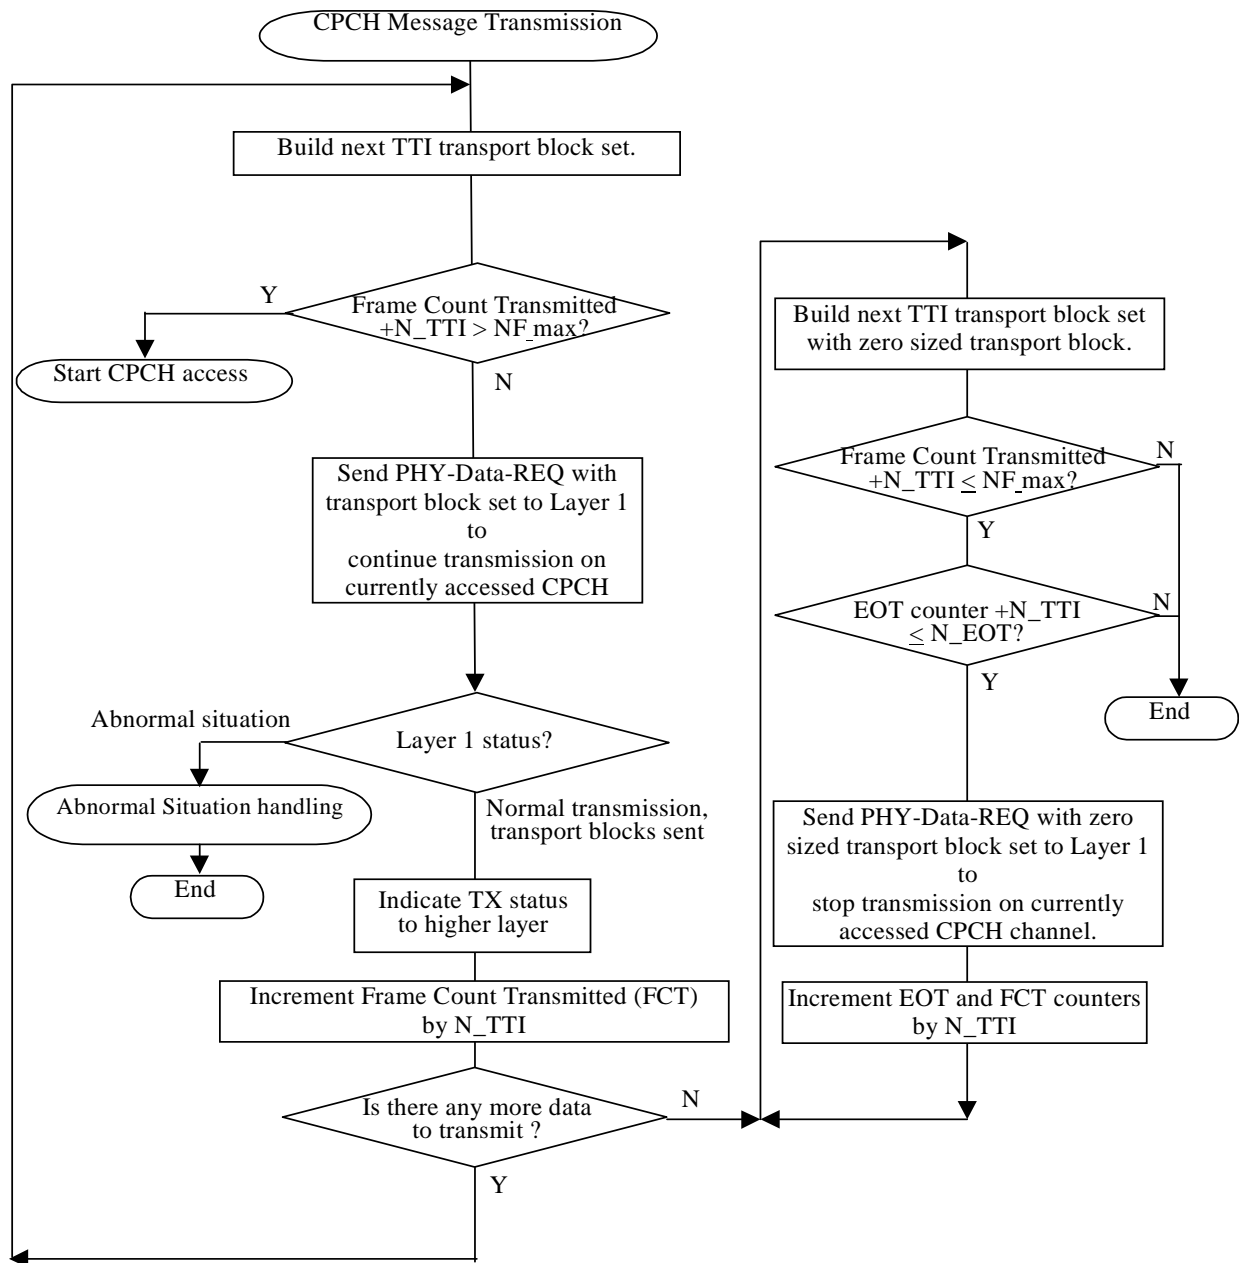 CPCH Message Transmission
Build next TTI transport block set.
Y
Frame Count Transmitted
+N_TTI > NF_max?
Start CPCH access
N
Send PHY-Data-REQ with
transport block set to Layer 1
to
continue transmission on
currently accessed CPCH
Abnormal situation
Layer 1 status?
Abnormal Situation handling
Normal transmission,
transport blocks sent
End
Indicate TX status
to higher layer
Increment Frame Count Transmitted (FCT)
by N_TTI
Is there any more data
to transmit ?
N
Y
Build next TTI transport block set
with zero sized transport block.
Frame Count Transmitted
+N_TTI ≤ NF_max?
N
Y
EOT counter +N_TTI
≤ N_EOT?
N
Y
End
Send PHY-Data-REQ with zero
sized transport block set to Layer 1
to
stop transmission on currently
accessed CPCH channel.
Increment EOT and FCT counters
by N_TTI